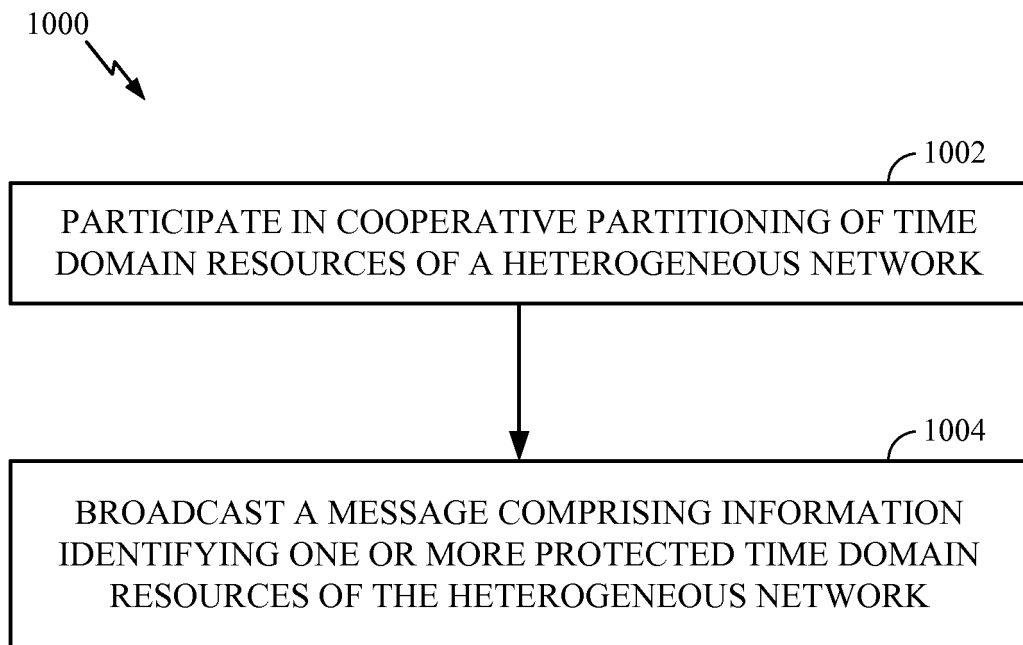 1000
1002
PARTICIPATE IN COOPERATIVE PARTITIONING OF TIME
DOMAIN RESOURCES OF A HETEROGENEOUS NETWORK
1004
BROADCAST A MESSAGE COMPRISING INFORMATION
IDENTIFYING ONE OR MORE PROTECTED TIME DOMAIN
RESOURCES OF THE HETEROGENEOUS NETWORK